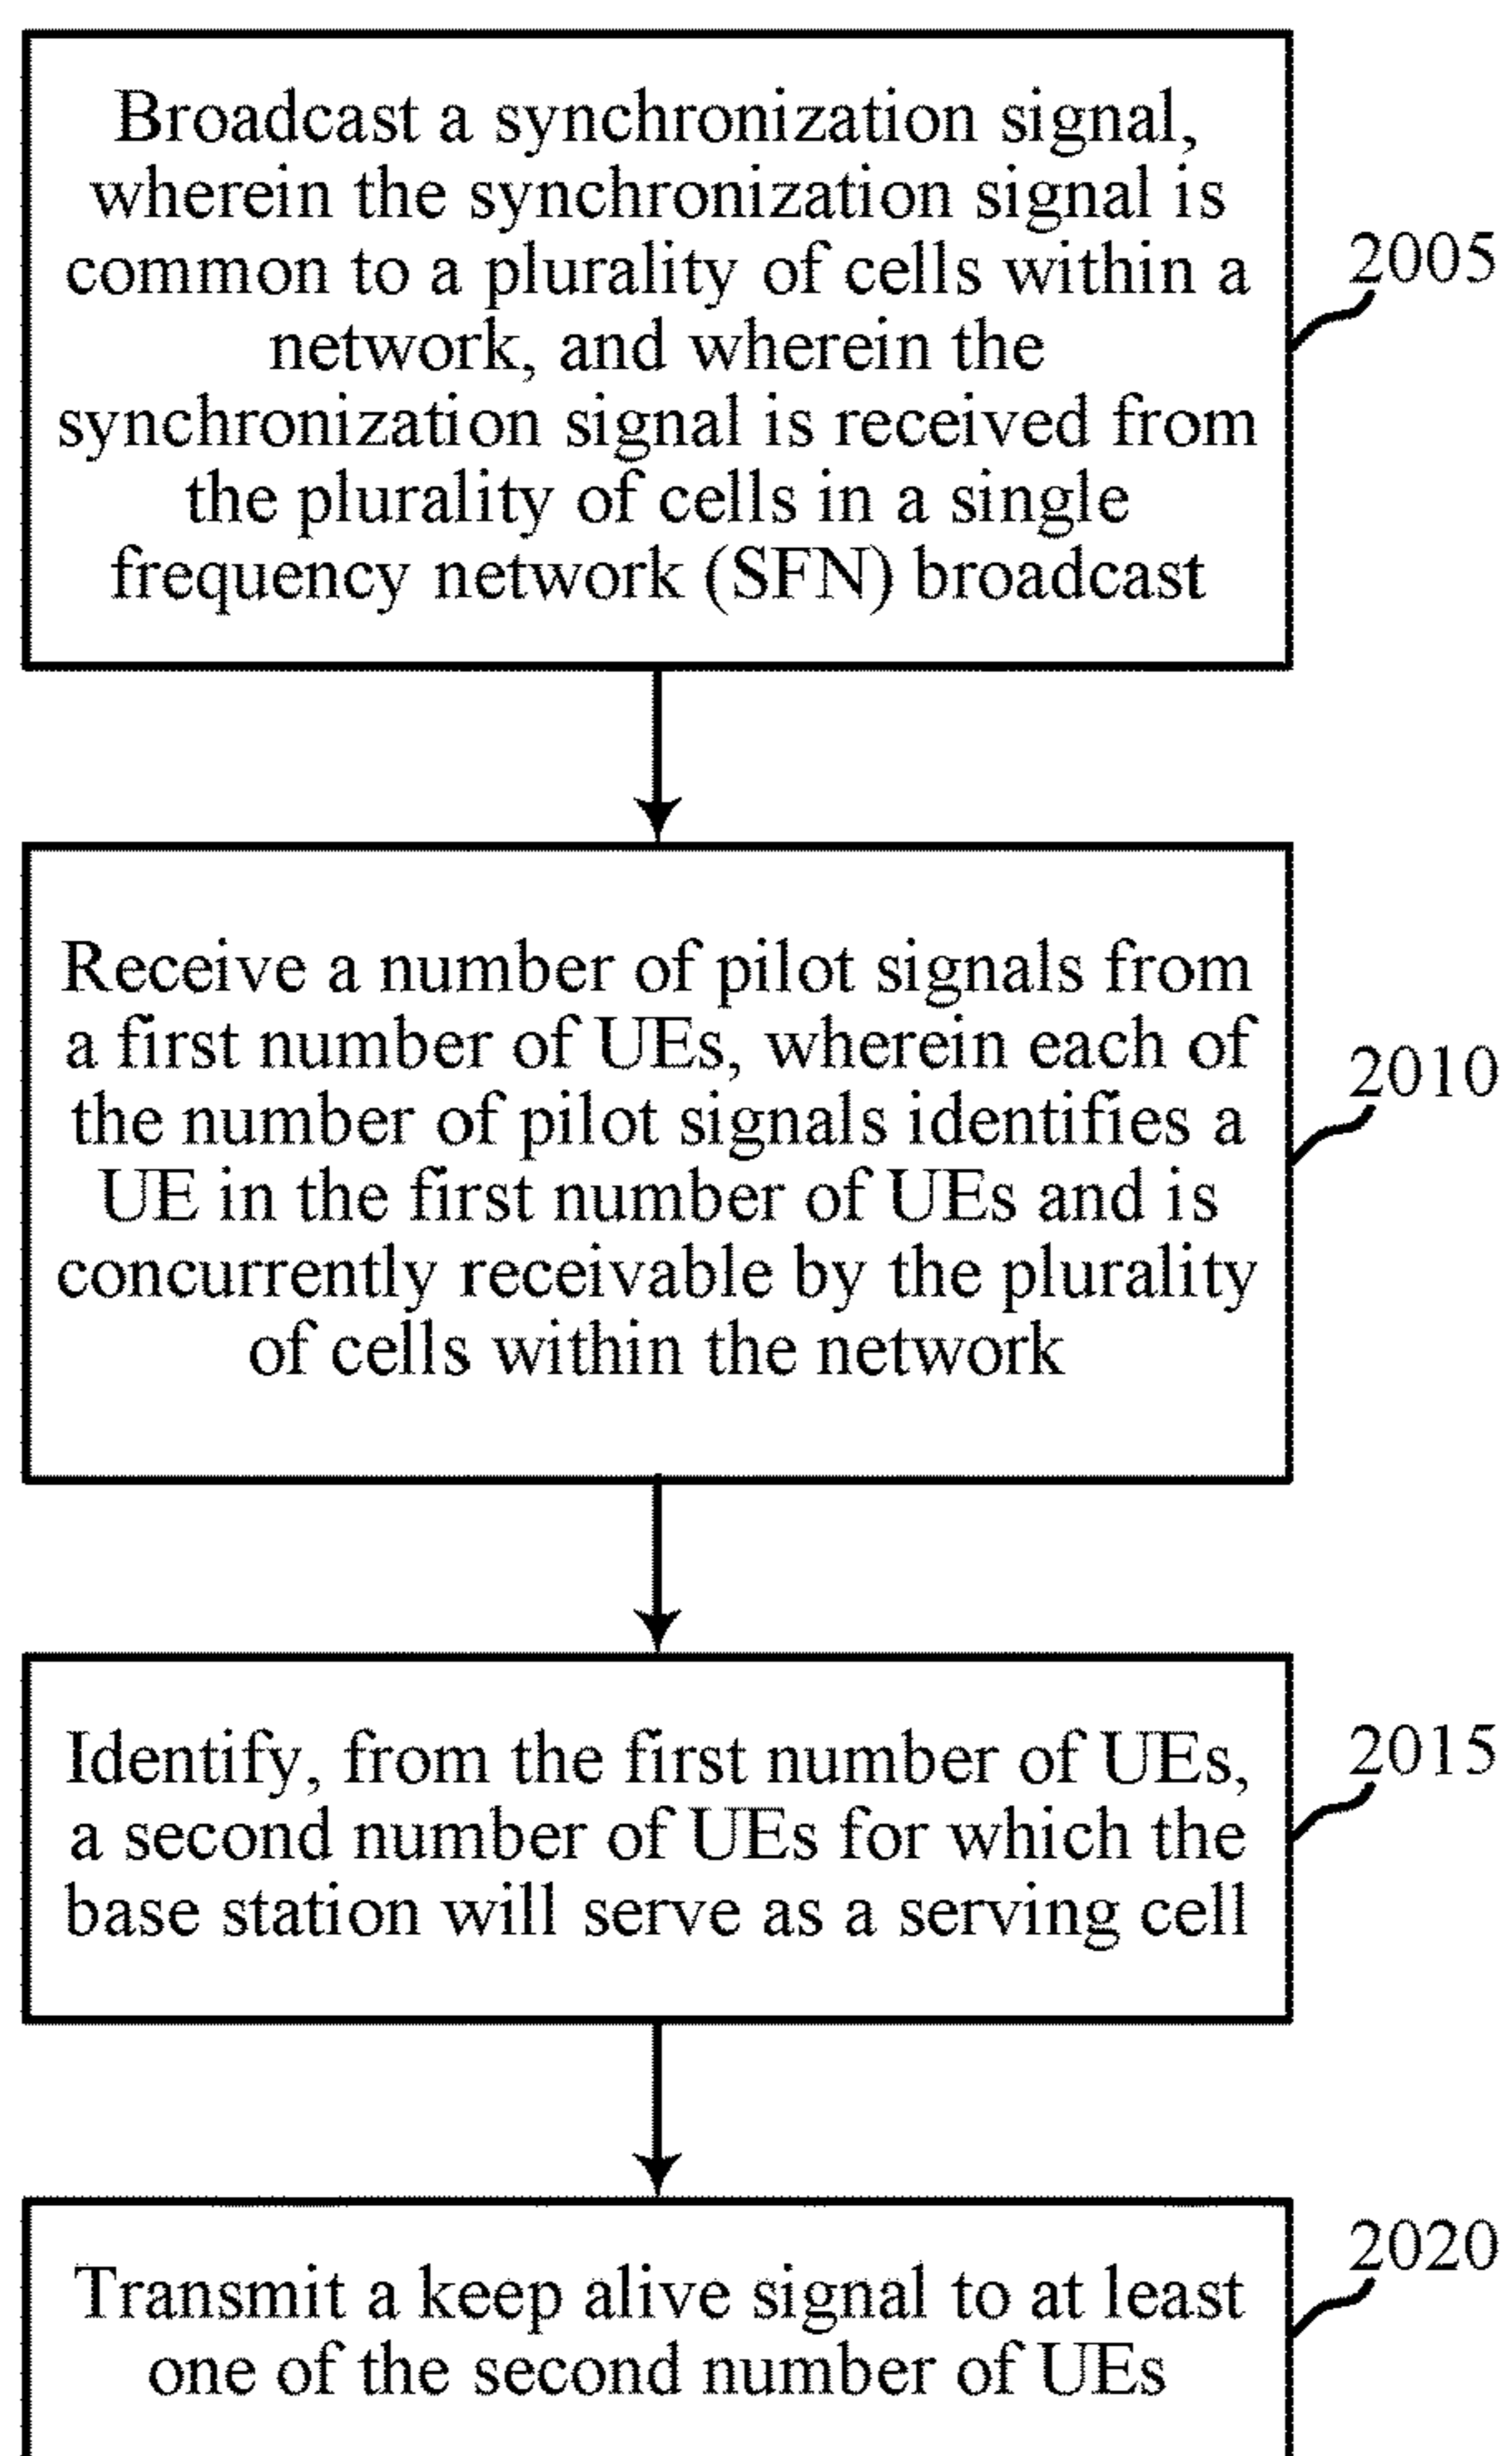 Broadcast a synchronization signal,
wherein the synchronization signal is
common to a plurality of cells within a
network, and wherein the
synchronization signal is received from
the plurality of cells in a single
frequency network (SFN) broadcast
2005
Receive a number of pilot signals from
a first number of UEs, wherein each of
the number of pilot signals identifies a
UE in the first number of UEs and is
concurrently receivable by the plurality
of cells within the network
2010
Identify, from the first number of UEs,
a second number of UEs for which the
base station will serve as a serving cell
2015
Transmit a keep alive signal to at least
one of the second number of UEs
2020